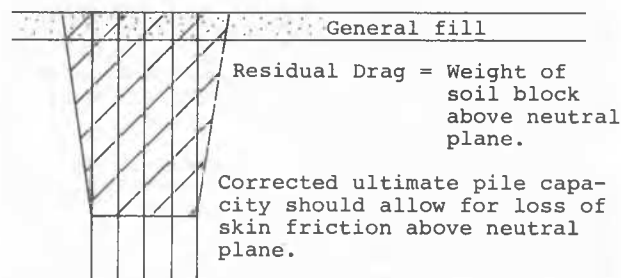 General fill
Residual Drag = Weight of
soil block
above neutral
plane.
Corrected ultimate pile capa-
city should allow for loss of
skin friction above neutral
plane.